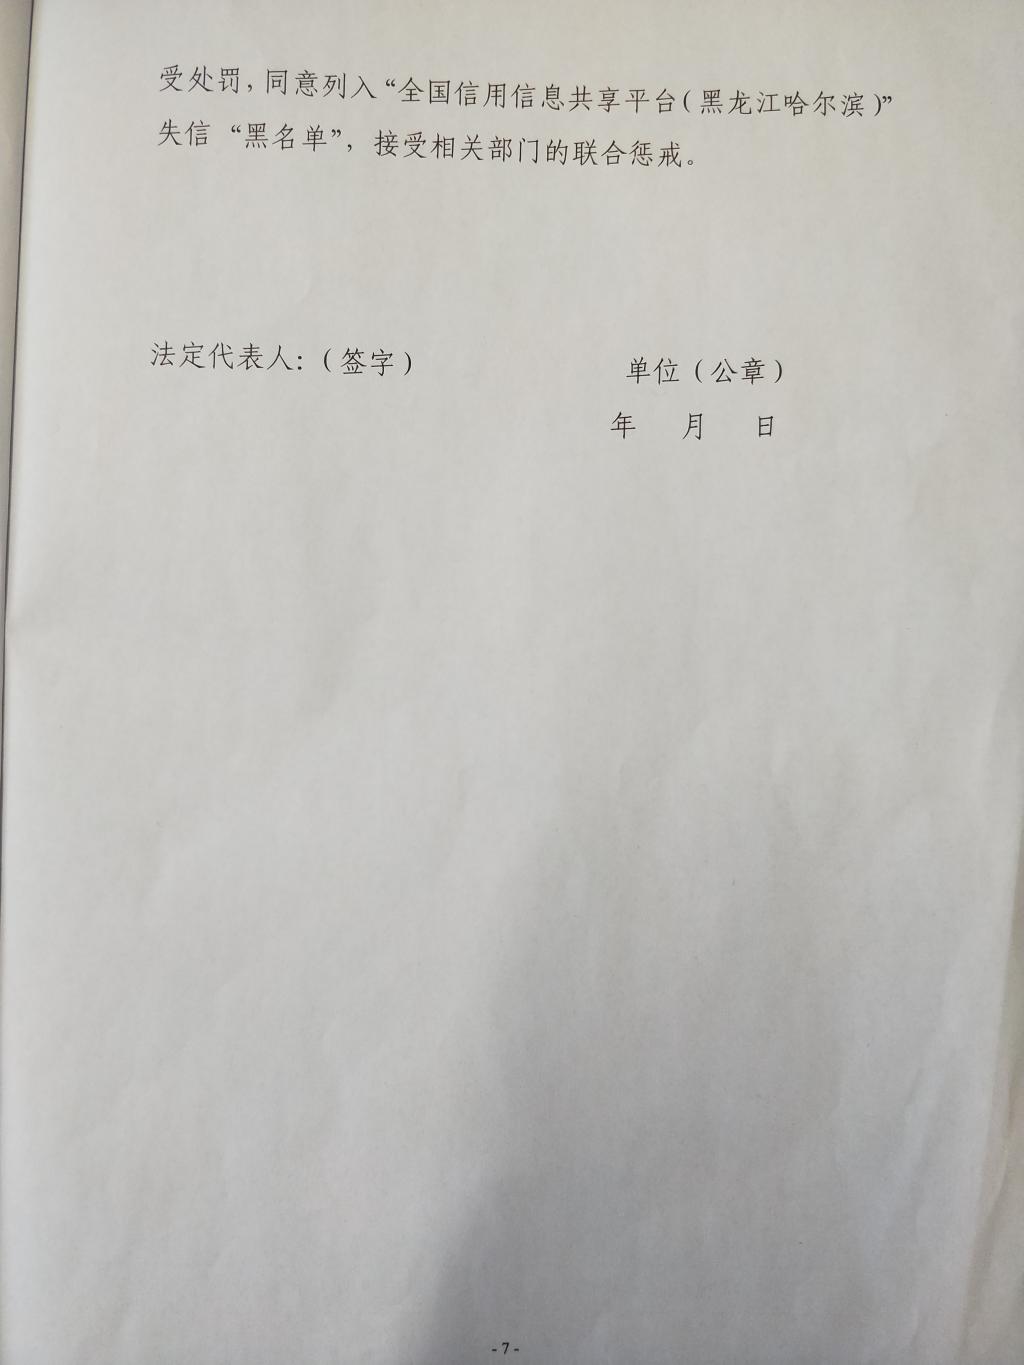 受处罚，同意列入“全国信用信息共享平台（黑龙江哈尔滨）”
失信“黑名单”，接受相关部门的联合惩戒。
法定代表人：（签字） 单位（公章）
年 月 日
- 7 -